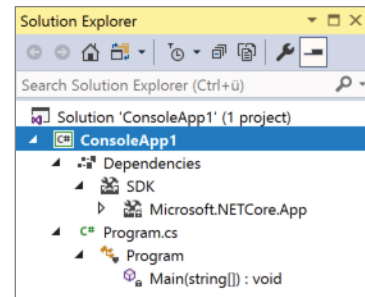 Solution Explorer
Search Solution Explorer (Ctrl+ü)
Solution 'ConsoleApp1' (1 project)
C# ConsoleApp1
Dependencies
SDK
Microsoft.NETCore.App
C# Program.cs
Program
Main(string[]) : void